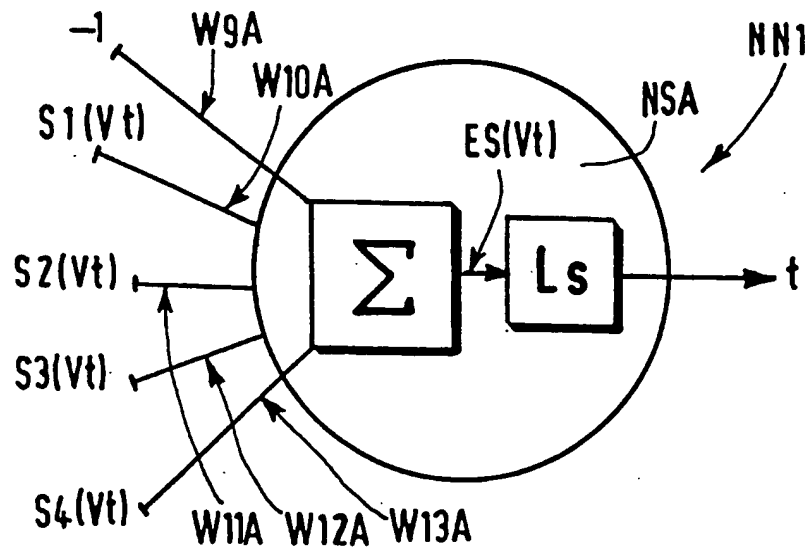 -1
W9A
W10A
NN1
S1(Vt)
NSA
ES(Vt)
S2(Vt)
Σ
Ls
t
S3(Vt)
S4(Vt)
W11A
W12A
W13A